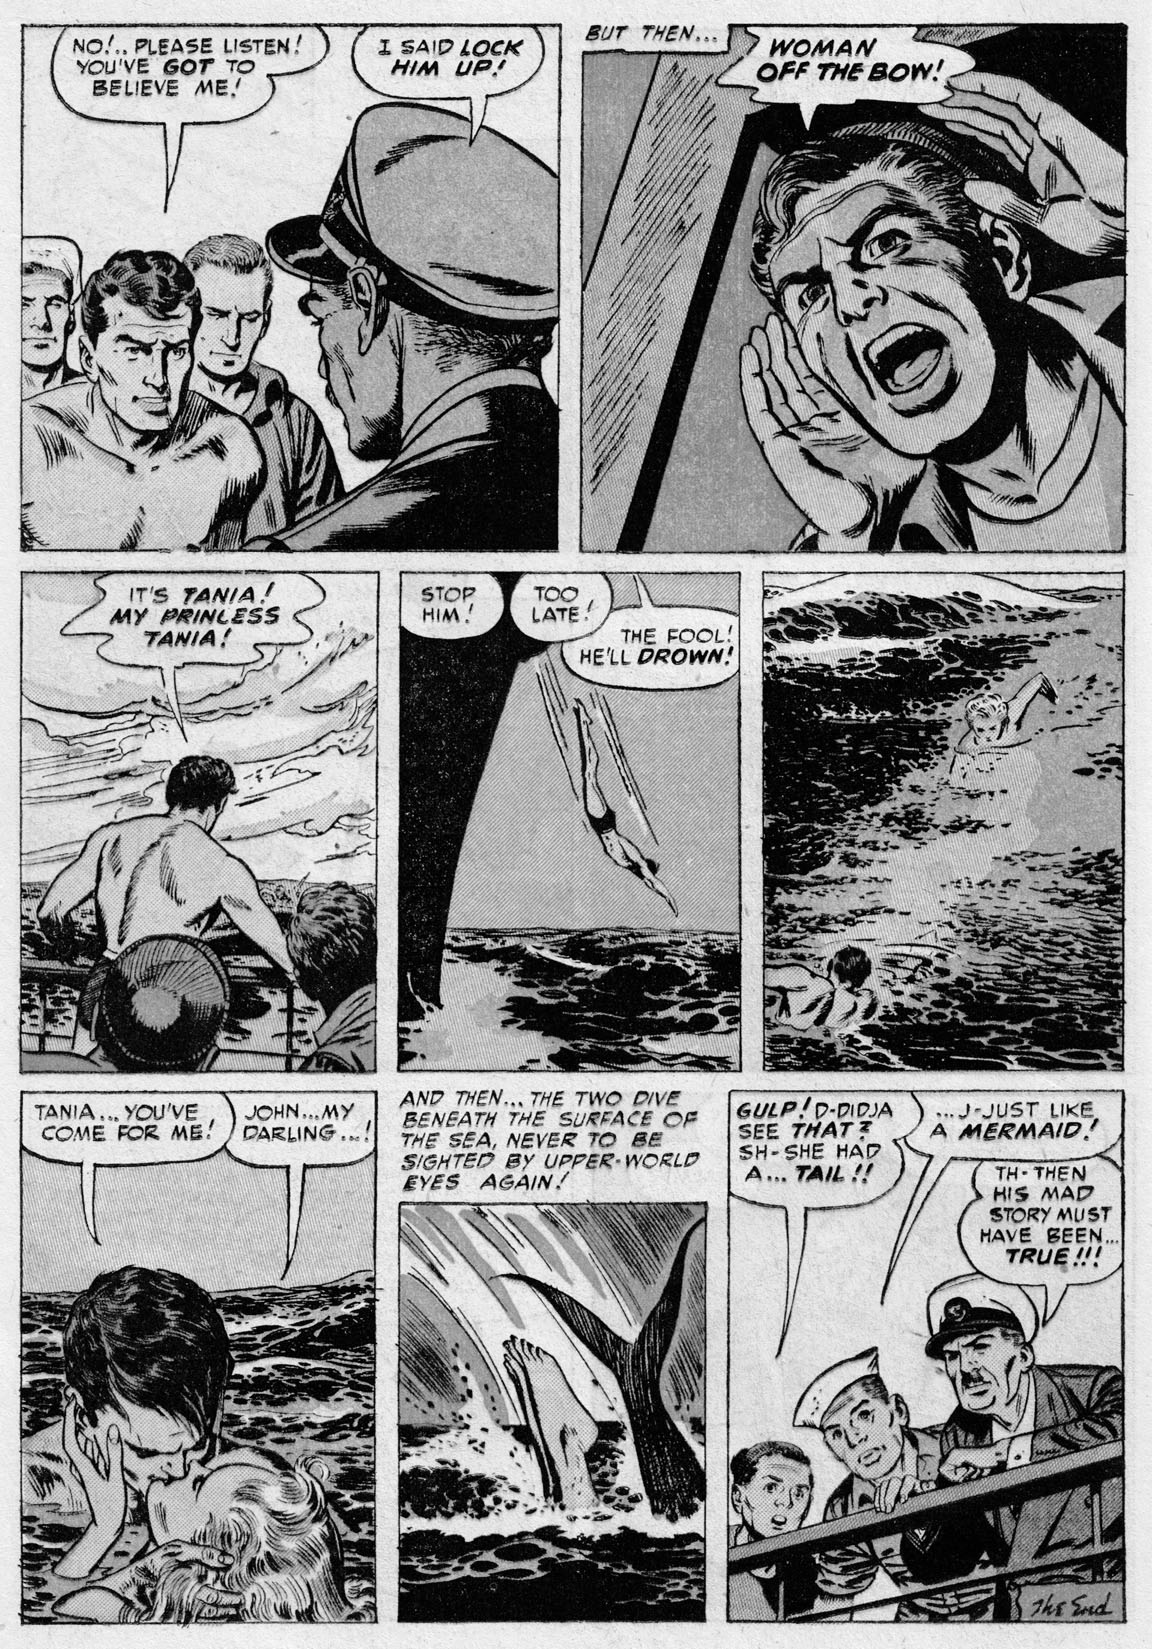 NO!.. PLEASE LISTEN!
YOU'VE GOT TO
BELIEVE ME!
I SAID LOCK
HIM UP!
BUT THEN...
WOMAN
OFF THE BOW!
IT'S TANIA!
MY PRINCESS
TANIA!
STOP
HIM!
TOO
LATE!
THE FOOL!
HE'LL DROWN!
TANIA... YOU'VE
COME FOR ME!
JOHN...MY
DARLING...!
AND THEN... THE TWO DIVE
BENEATH THE SURFACE OF
THE SEA, NEVER TO BE
SIGHTED BY UPPER-WORLD
EYES AGAIN!
GULP! D-DIDJA
SEE THAT?
SH-SHE HAD
A... TAIL!!
...J-JUST LIKE
A MERMAID!
TH-THEN
HIS MAD
STORY MUST
HAVE BEEN...
TRUE!!!
The End